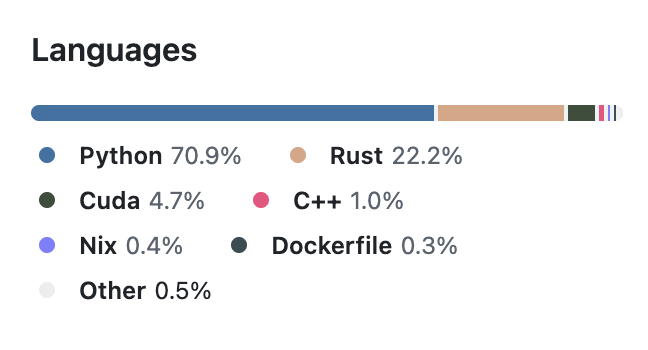 Languages
Python 70.9% Rust 22.2%
Cuda 4.7% C++ 1.0%
Nix 0.4% Dockerfile 0.3%
Other 0.5%